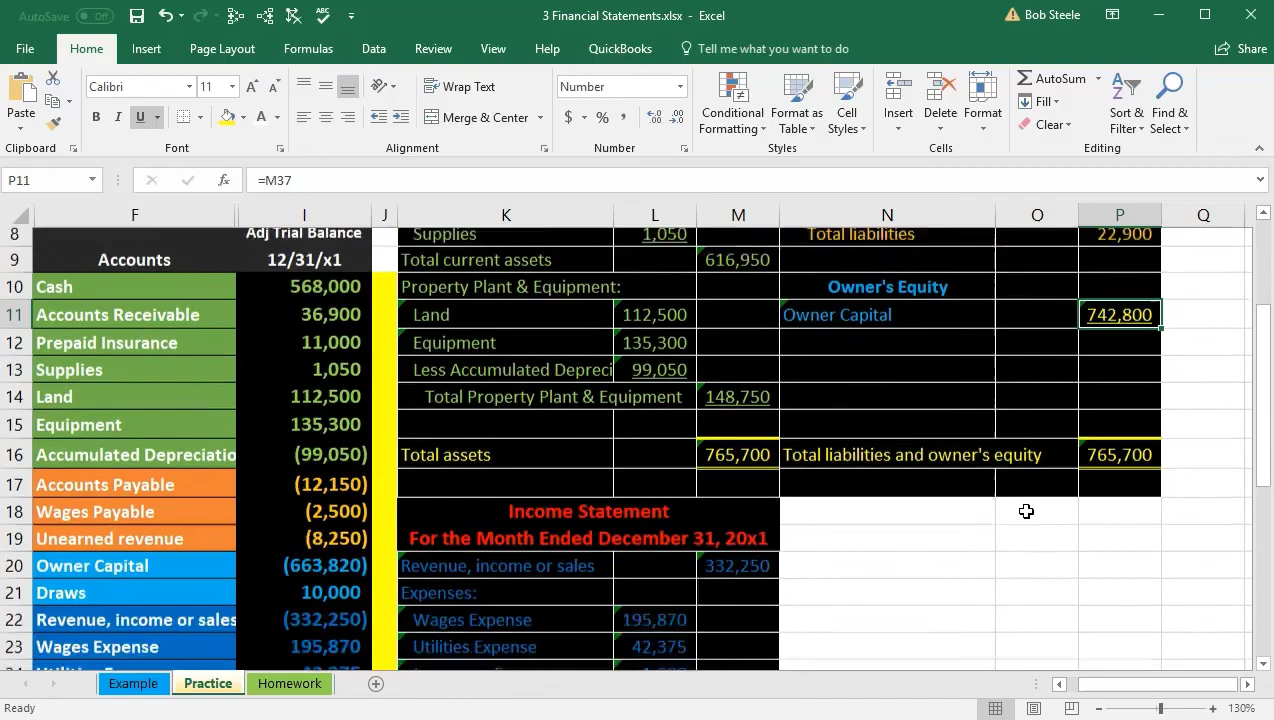 AutoSave Off 3 Financial Statements.xlsx - Excel Bob Steele
File Home Insert Page Layout Formulas Data Review View Help QuickBooks Tell me what you want to do Share
Paste Calibri 11 Wrap Text Number Conditional Formatting Format as Table Cell Styles Insert Delete Format AutoSum Sort & Filter Find & Select
B I U A Merge & Center $ % , Fill
Clear
Clipboard Font Alignment Number Styles Cells Editing
P11 fx =M37
F I J K L M N O P Q
8 Adj Trial Balance Supplies 1,050 Total liabilities 22,900
9 Accounts 12/31/x1 Total current assets 616,950
10 Cash 568,000 Property Plant & Equipment: Owner's Equity
11 Accounts Receivable 36,900 Land 112,500 Owner Capital 742,800
12 Prepaid Insurance 11,000 Equipment 135,300
13 Supplies 1,050 Less Accumulated Depreci 99,050
14 Land 112,500 Total Property Plant & Equipment 148,750
15 Equipment 135,300
16 Accumulated Depreciatio (99,050) Total assets 765,700 Total liabilities and owner's equity 765,700
17 Accounts Payable (12,150)
18 Wages Payable (2,500) Income Statement
19 Unearned revenue (8,250) For the Month Ended December 31, 20x1
20 Owner Capital (663,820) Revenue, income or sales 332,250
21 Draws 10,000 Expenses:
22 Revenue, income or sales (332,250) Wages Expense 195,870
23 Wages Expense 195,870 Utilities Expense 42,375
Example Practice Homework
Ready 130%